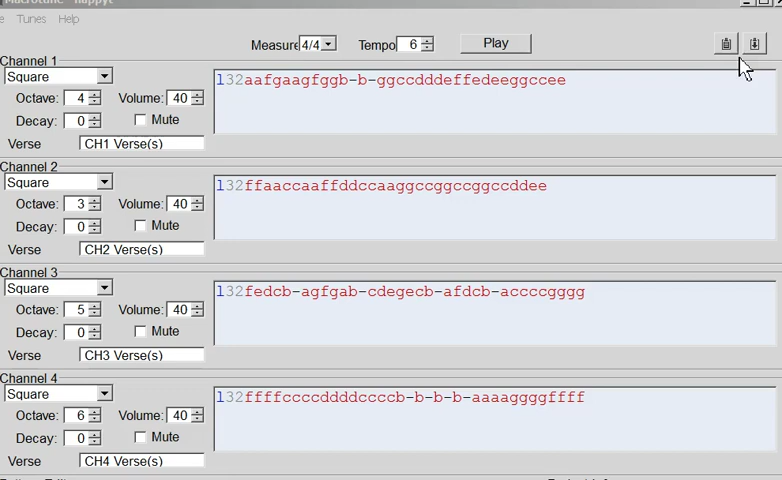 Macrotune - happyt
e Tunes Help
Measure 4/4 Tempo 6 Play
Channel 1
Square
Octave: 4 Volume: 40
Decay: 0 Mute
Verse CH1 Verse(s)
l32aafgaagfggb-b-ggccdddeffedeeggccee
Channel 2
Square
Octave: 3 Volume: 40
Decay: 0 Mute
Verse CH2 Verse(s)
l32ffaaccaaffddccaaggccggccggccddee
Channel 3
Square
Octave: 5 Volume: 40
Decay: 0 Mute
Verse CH3 Verse(s)
l32fedcb-agfgab-cdegecb-afdcb-accccgggg
Channel 4
Square
Octave: 6 Volume: 40
Decay: 0 Mute
Verse CH4 Verse(s)
l32ffffccccddddccccb-b-b-b-aaaaggggffff